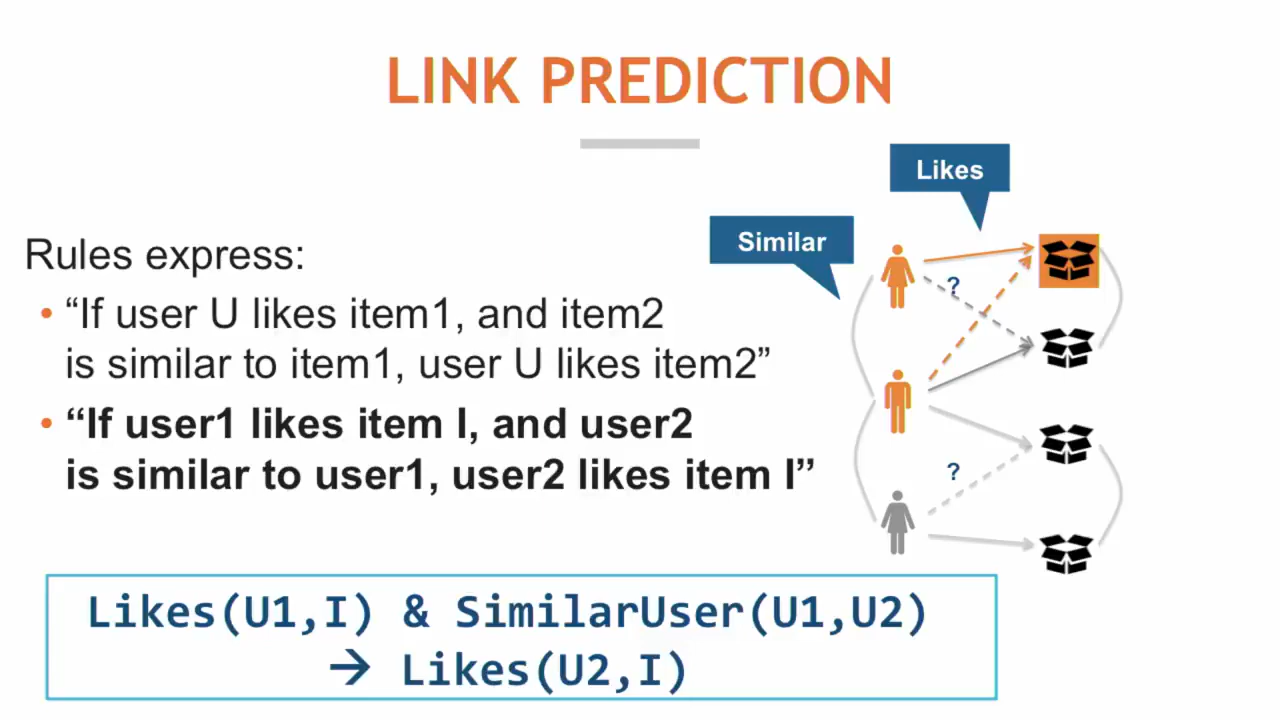 LINK PREDICTION
Likes
Similar
Rules express:
• “If user U likes item1, and item2
is similar to item1, user U likes item2”
• “If user1 likes item I, and user2
is similar to user1, user2 likes item I”
?
?
Likes(U1,I) & SimilarUser(U1,U2)
→ Likes(U2,I)